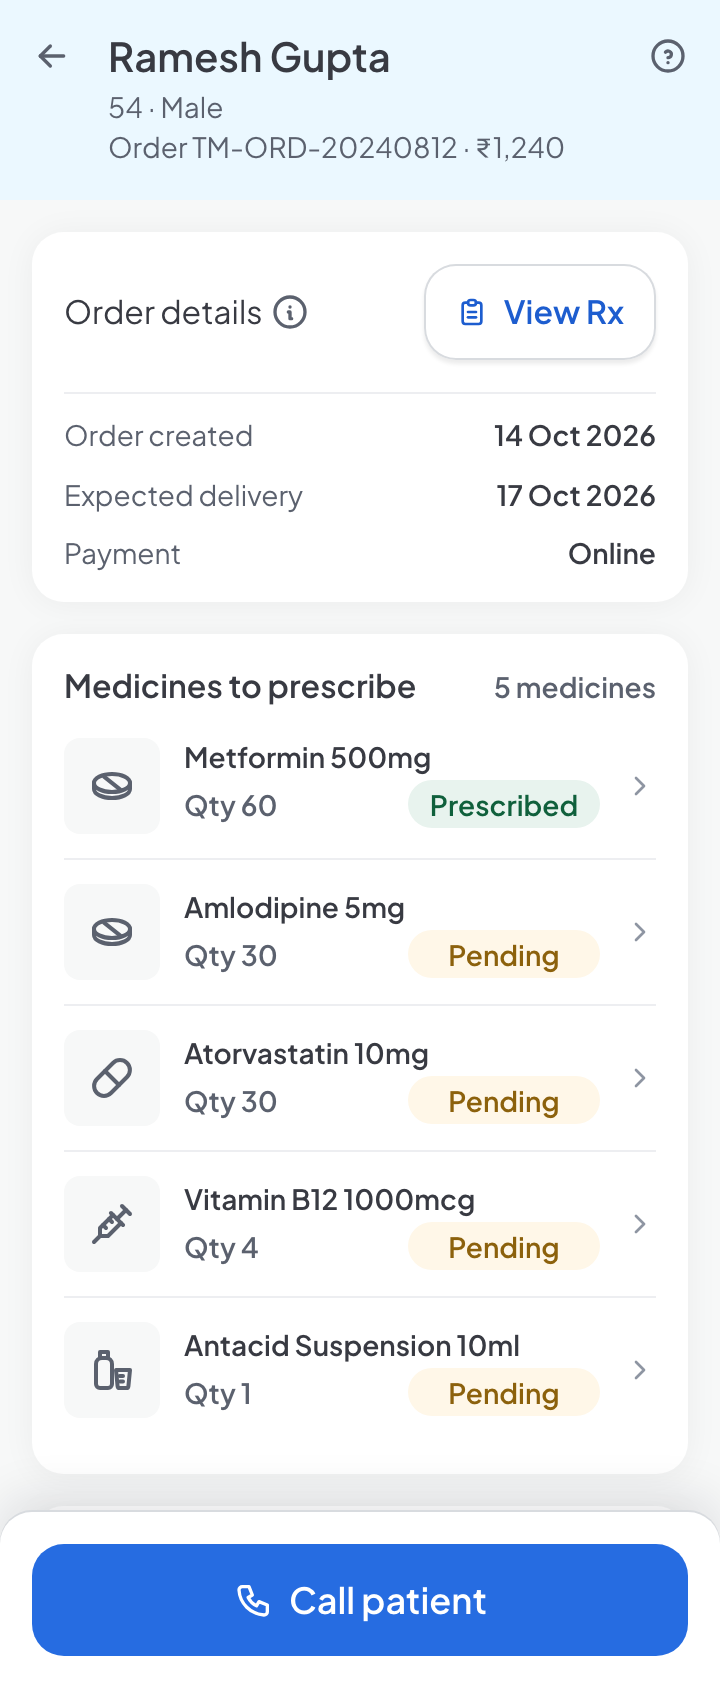 Ramesh Gupta
54 · Male
Order TM-ORD-20240812 · ₹1,240
Order details
View Rx
Order created 14 Oct 2026
Expected delivery 17 Oct 2026
Payment Online
Medicines to prescribe 5 medicines
Metformin 500mg
Qty 60 Prescribed
Amlodipine 5mg
Qty 30 Pending
Atorvastatin 10mg
Qty 30 Pending
Vitamin B12 1000mcg
Qty 4 Pending
Antacid Suspension 10ml
Qty 1 Pending
Call patient